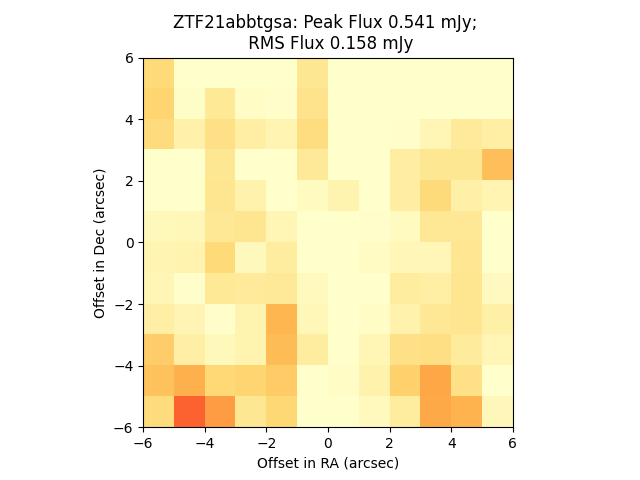 ZTF21abbtgsa: Peak Flux 0.541 mJy;
RMS Flux 0.158 mJy
6
4
2
0
−2
−4
−6
Offset in Dec (arcsec)
−6 −4 −2 0 2 4 6
Offset in RA (arcsec)